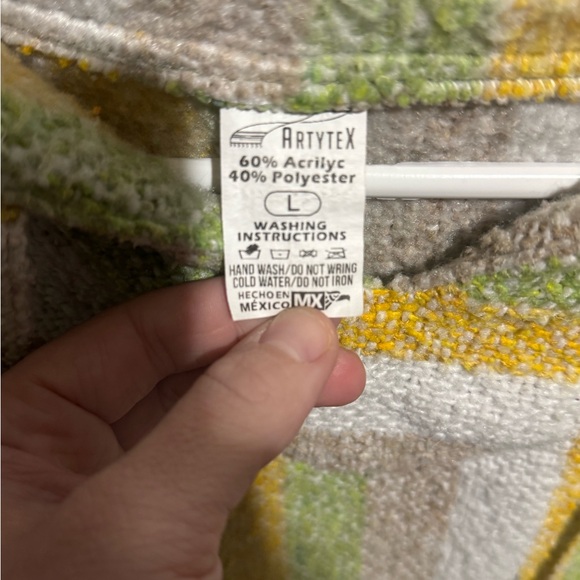 ARTYTEX
60% Acrilyc
40% Polyester
L
WASHING
INSTRUCTIONS
HAND WASH/DO NOT WRING
COLD WATER/DO NOT IRON
HECHO EN
MÉXICO MX